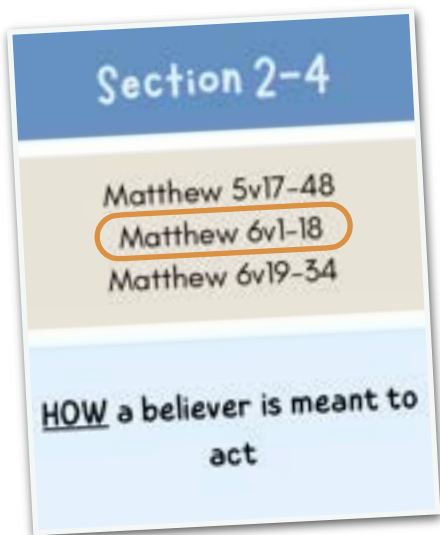 Section 2-4
Matthew 5v17-48
Matthew 6v1-18
Matthew 6v19-34
HOW a believer is meant to
act